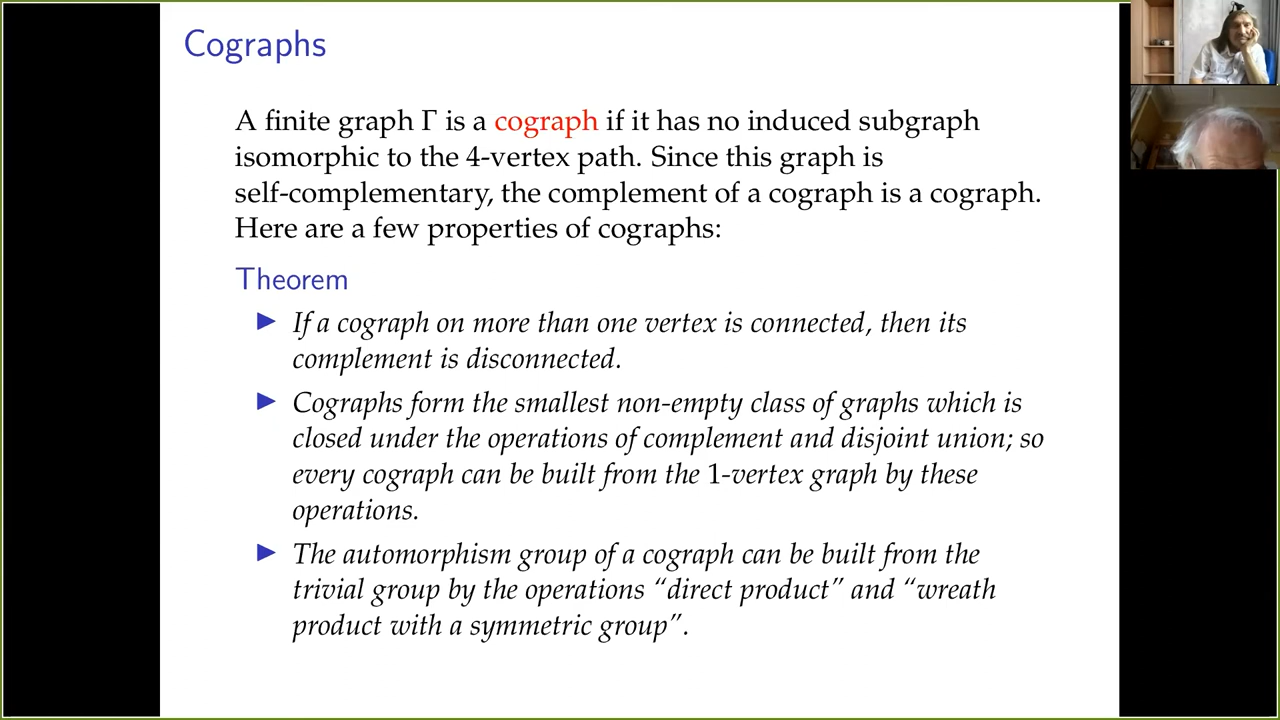 Cographs
A finite graph Γ is a cograph if it has no induced subgraph
isomorphic to the 4-vertex path. Since this graph is
self-complementary, the complement of a cograph is a cograph.
Here are a few properties of cographs:
Theorem
▶ If a cograph on more than one vertex is connected, then its
complement is disconnected.
▶ Cographs form the smallest non-empty class of graphs which is
closed under the operations of complement and disjoint union; so
every cograph can be built from the 1-vertex graph by these
operations.
▶ The automorphism group of a cograph can be built from the
trivial group by the operations “direct product” and “wreath
product with a symmetric group”.